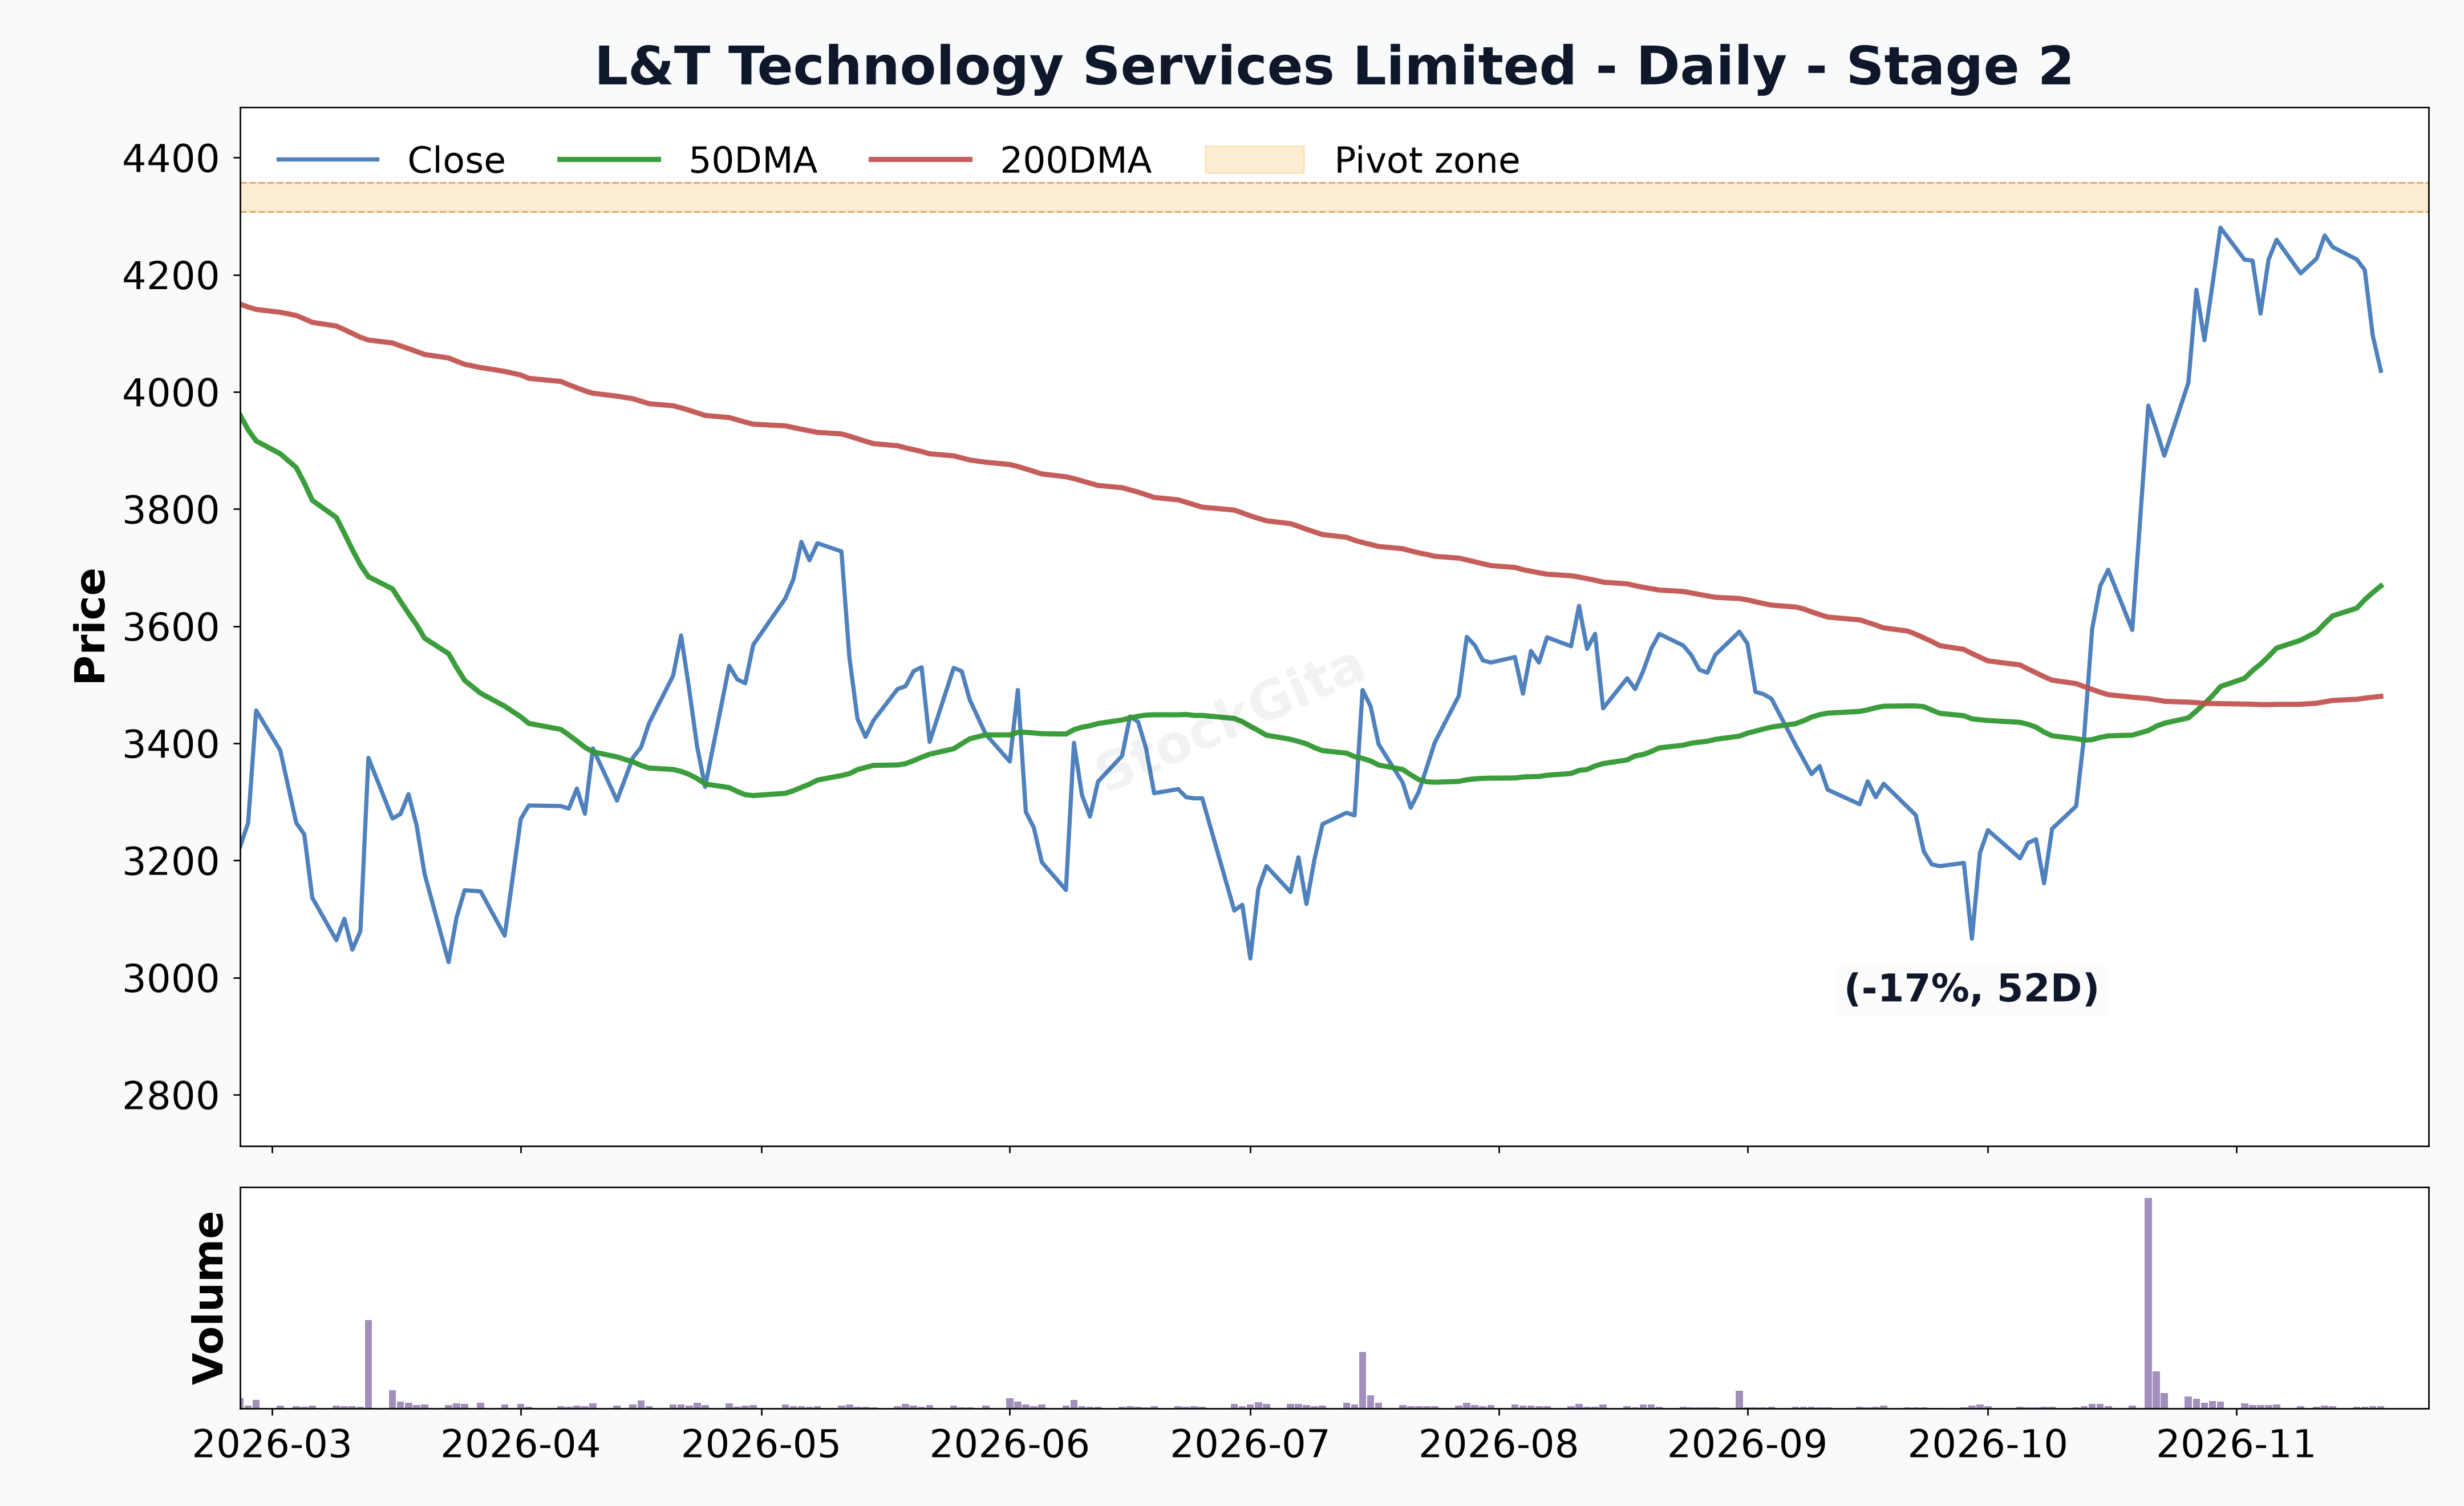 L&T Technology Services Limited - Daily - Stage 2
Close 50DMA 200DMA Pivot zone
Price
4400
4200
4000
3800
3600
3400
3200
3000
2800
StockGita
(-17%, 52D)
Volume
2026-03 2026-04 2026-05 2026-06 2026-07 2026-08 2026-09 2026-10 2026-11